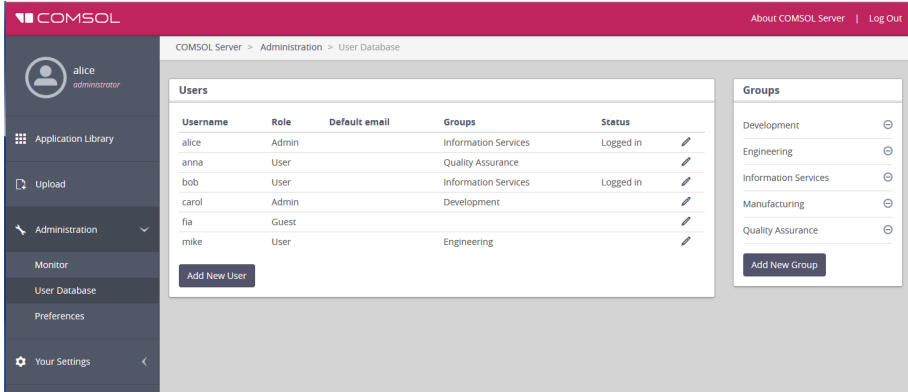 COMSOL
About COMSOL Server | Log Out
alice
administrator
COMSOL Server > Administration > User Database
Application Library
Upload
Administration
Monitor
User Database
Preferences
Your Settings
Users
Username Role Default email Groups Status
alice Admin Information Services Logged in
anna User Quality Assurance
bob User Information Services Logged in
carol Admin Development
fia Guest
mike User Engineering
Add New User
Groups
Development
Engineering
Information Services
Manufacturing
Quality Assurance
Add New Group